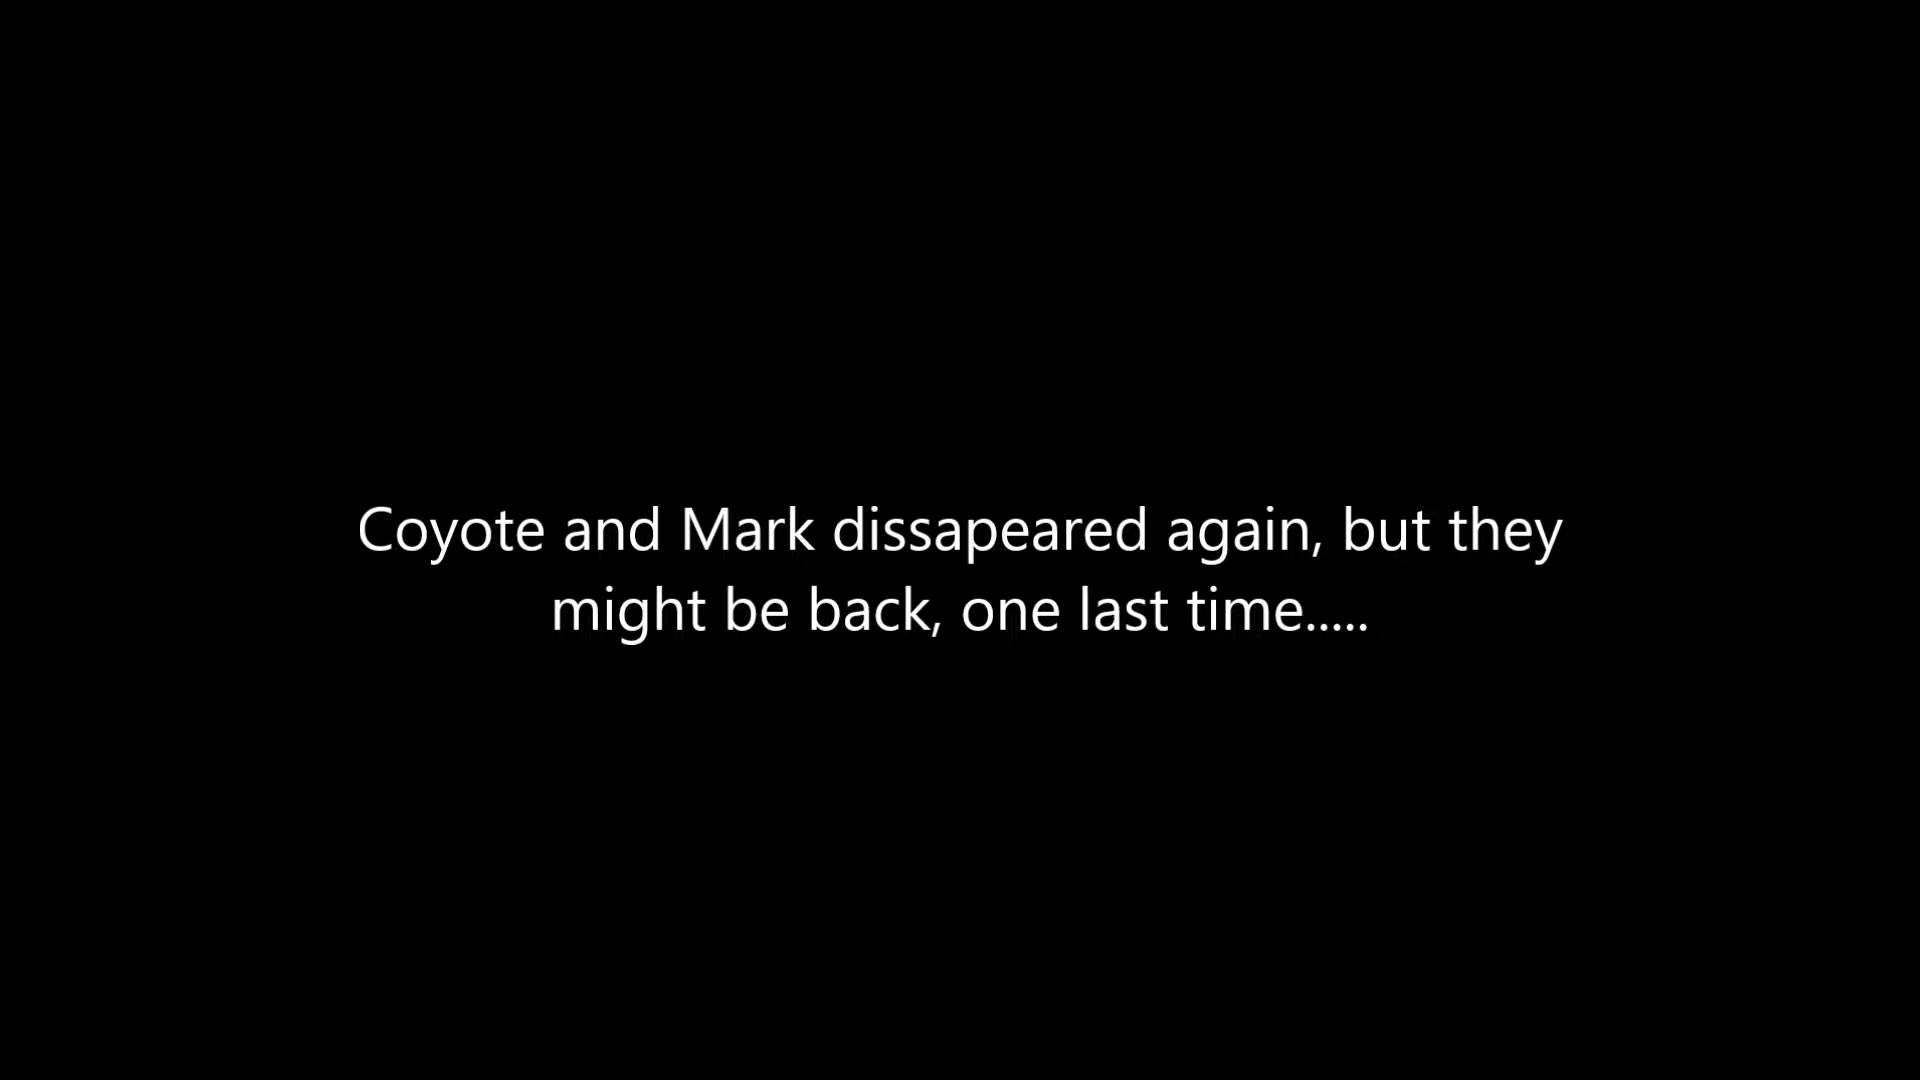 Coyote and Mark dissapeared again, but they
might be back, one last time.....